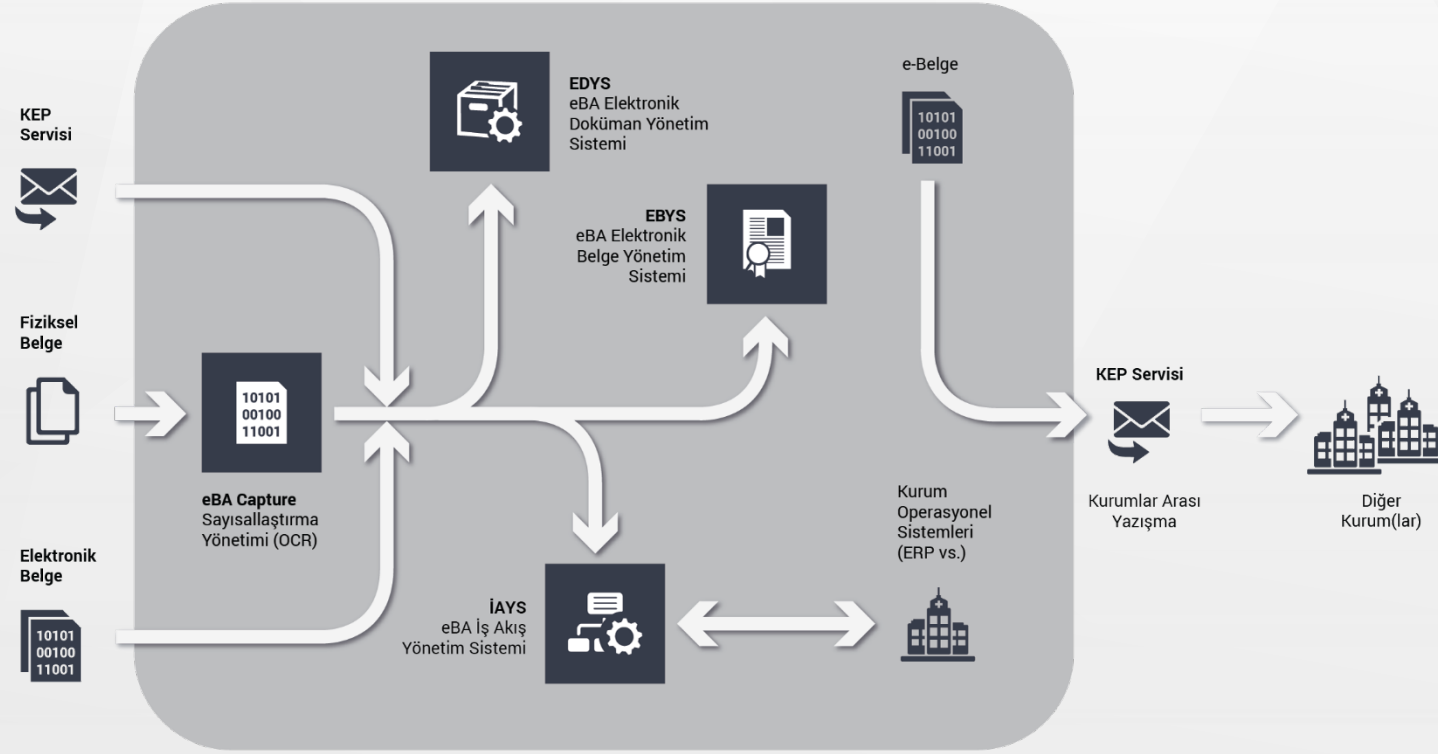 KEP
Servisi
Fiziksel
Belge
Elektronik
Belge
10101
00100
11001
10101
00100
11001
eBA Capture
Sayısallaştırma
Yönetimi (OCR)
EDYS
eBA Elektronik
Doküman Yönetim
Sistemi
EBYS
eBA Elektronik
Belge Yönetim
Sistemi
İAYS
eBA İş Akış
Yönetim Sistemi
e-Belge
10101
00100
11001
Kurum
Operasyonel
Sistemleri
(ERP vs.)
KEP Servisi
Kurumlar Arası
Yazışma
Diğer
Kurum(lar)